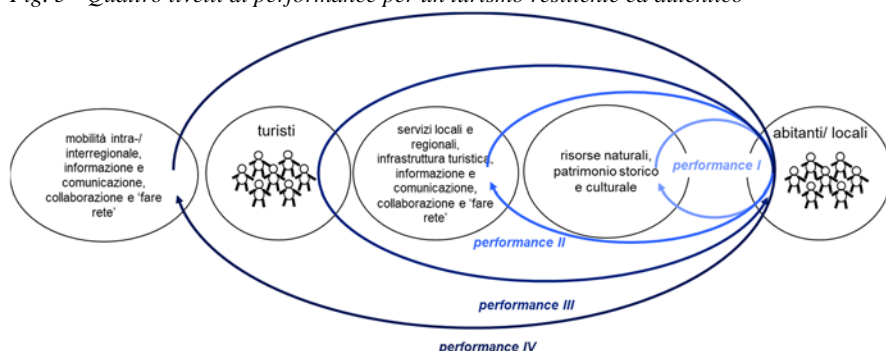 Fig. 3 - Quattro livelli di performance per un turismo resiliente ed autentico
mobilità intra-/
interregionale,
informazione e
comunicazione,
collaborazione e ‘fare
rete’
turisti
servizi locali e
regionali,
infrastruttura turistica,
informazione e
comunicazione,
collaborazione e ‘fare
rete’
risorse naturali,
patrimonio storico
e culturale
performance I
abitanti/ locali
performance II
performance III
performance IV